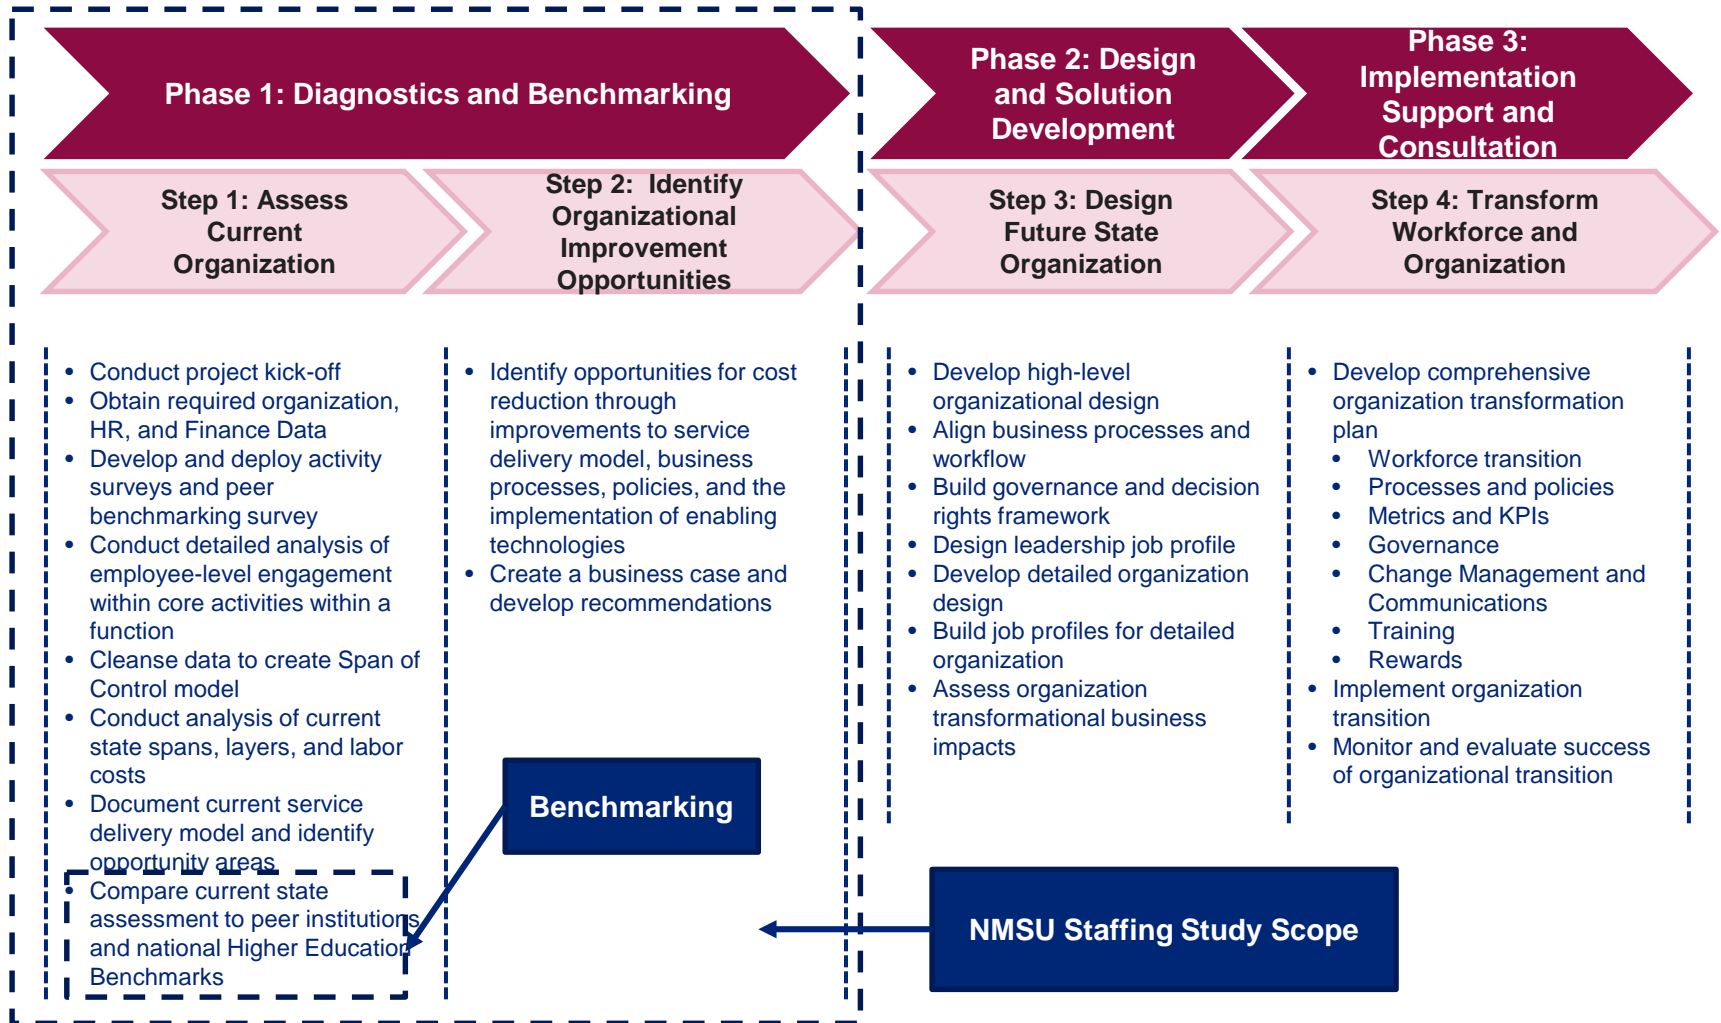 Phase 1: Diagnostics and Benchmarking
Phase 2: Design
and Solution
Development
Phase 3:
Implementation
Support and
Consultation
Step 1: Assess
Current
Organization
Step 2:  Identify
Organizational
Improvement
Opportunities
Step 3: Design
Future State
Organization
Step 4: Transform
Workforce and
Organization
• Conduct project kick-off
• Obtain required organization,
HR, and Finance Data
• Develop and deploy activity
surveys and peer
benchmarking survey
• Conduct detailed analysis of
employee-level engagement
within core activities within a
function
• Cleanse data to create Span of
Control model
• Conduct analysis of current
state spans, layers, and labor
costs
• Document current service
delivery model and identify
opportunity areas
• Compare current state
assessment to peer institutions
and national Higher Education
Benchmarks
• Identify opportunities for cost
reduction through
improvements to service
delivery model, business
processes, policies, and the
implementation of enabling
technologies
• Create a business case and
develop recommendations
Benchmarking
• Develop high-level
organizational design
• Align business processes and
workflow
• Build governance and decision
rights framework
• Design leadership job profile
• Develop detailed organization
design
• Build job profiles for detailed
organization
• Assess organization
transformational business
impacts
• Develop comprehensive
organization transformation
plan
• Workforce transition
• Processes and policies
• Metrics and KPIs
• Governance
• Change Management and
Communications
• Training
• Rewards
• Implement organization
transition
• Monitor and evaluate success
of organizational transition
NMSU Staffing Study Scope